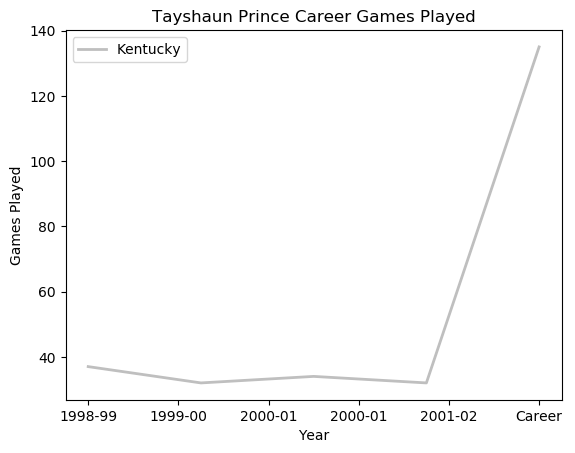 Tayshaun Prince Career Games Played
Kentucky
140
120
100
80
60
40
Games Played
1998-99 1999-00 2000-01 2000-01 2001-02 Career
Year